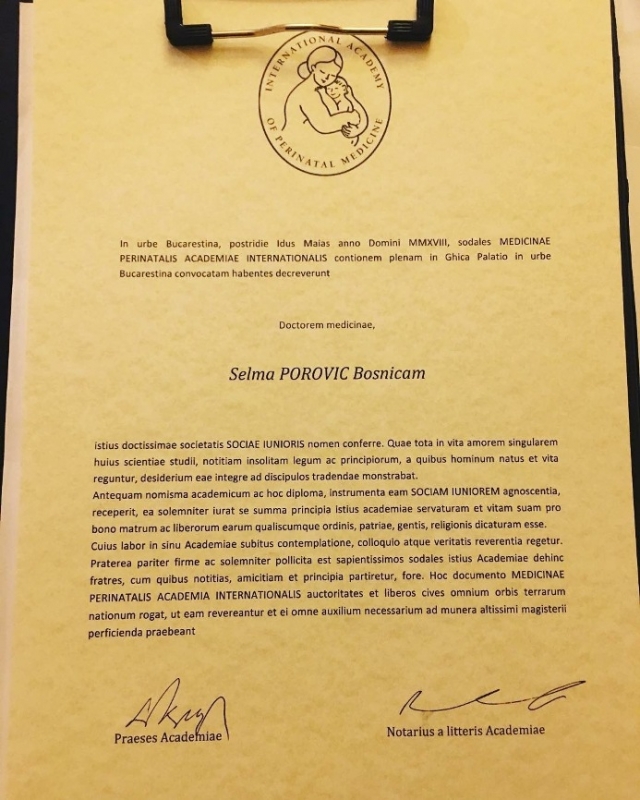 INTERNATIONAL ACADEMY
OF PERINATAL MEDICINE
In urbe Bucarestina, postridie Idus Maias anno Domini MMXVIII, sodales MEDICINAE
PERINATALIS ACADEMIAE INTERNATIONALIS contionem plenam in Ghica Palatio in urbe
Bucarestina convocatam habentes decreverunt
Doctorem medicinae,
Selma POROVIC Bosnicam
istius doctissimae societatis SOCIAE IUNIORIS nomen conferre. Quae tota in vita amorem singularem
huius scientiae studii, notitiam insolitam legum ac principiorum, a quibus hominum natus et vita
reguntur, desiderium eae integre ad discipulos tradendae monstrabat.
Antequam nomisma academicum ac hoc diploma, instrumenta eam SOCIAM IUNIOREM agnoscentia,
receperit, ea solemniter iurat se summa principia istius academiae servaturam et vitam suam pro
bono matrum ac liberorum earum qualiscumque ordinis, patriae, gentis, religionis dicaturam esse.
Cuius labor in sinu Academiae subitus contemplatione, colloquio atque veritatis reverentia regetur.
Praterea pariter firme ac solemniter pollicita est sapientissimos sodales istius Academiae dehinc
fratres, cum quibus notitias, amicitiam et principia partiretur, fore. Hoc documento MEDICINAE
PERINATALIS ACADEMIA INTERNATIONALIS auctoritates et liberos cives omnium orbis terrarum
nationum rogat, ut eam revereantur et ei omne auxilium necessarium ad munera altissimi magisterii
perficienda praebeant
Praeses Academiae
Notarius a litteris Academiae